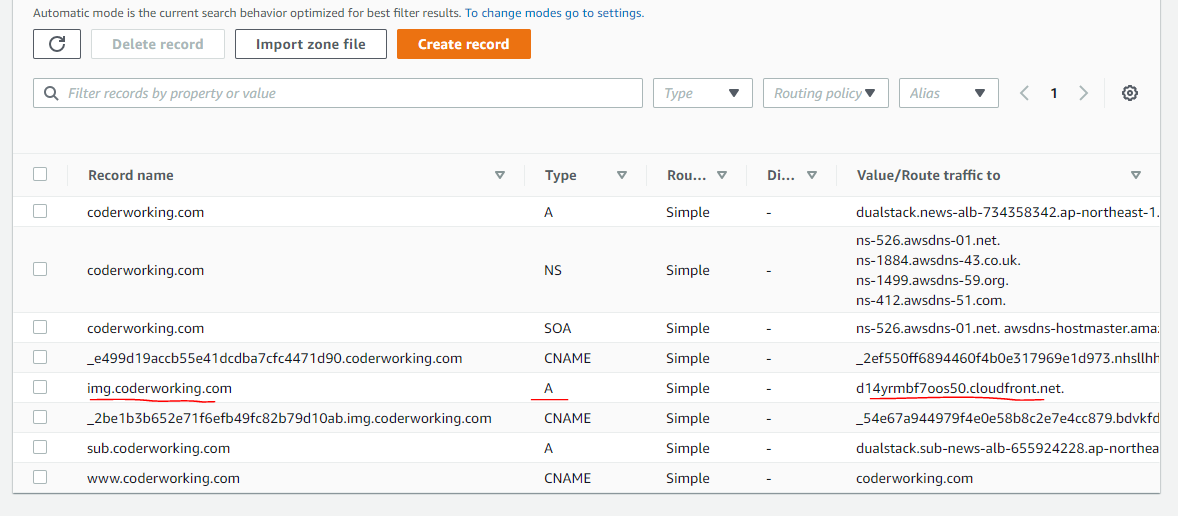 Automatic mode is the current search behavior optimized for best filter results. To change modes go to settings.
Delete record Import zone file Create record
Filter records by property or value Type Routing policy Alias 1
Record name Type Rou... Di... Value/Route traffic to
coderworking.com A Simple - dualstack.news-alb-734358342.ap-northeast-1.
coderworking.com NS Simple - ns-526.awsdns-01.net.
ns-1884.awsdns-43.co.uk.
ns-1499.awsdns-59.org.
ns-412.awsdns-51.com.
coderworking.com SOA Simple - ns-526.awsdns-01.net. awsdns-hostmaster.ama
_e499d19accb55e41dcdba7cfc4471d90.coderworking.com CNAME Simple - _2ef550ff6894460f4b0e317969e1d973.nhsllhh
img.coderworking.com A Simple - d14yrmbf7oos50.cloudfront.net.
_2be1b3b652e71f6efb49fc82b79d10ab.img.coderworking.com CNAME Simple - _54e67a944979f4e0e58b8c2e7e4cc879.bdvkfd
sub.coderworking.com A Simple - dualstack.sub-news-alb-655924228.ap-northea
www.coderworking.com CNAME Simple - coderworking.com